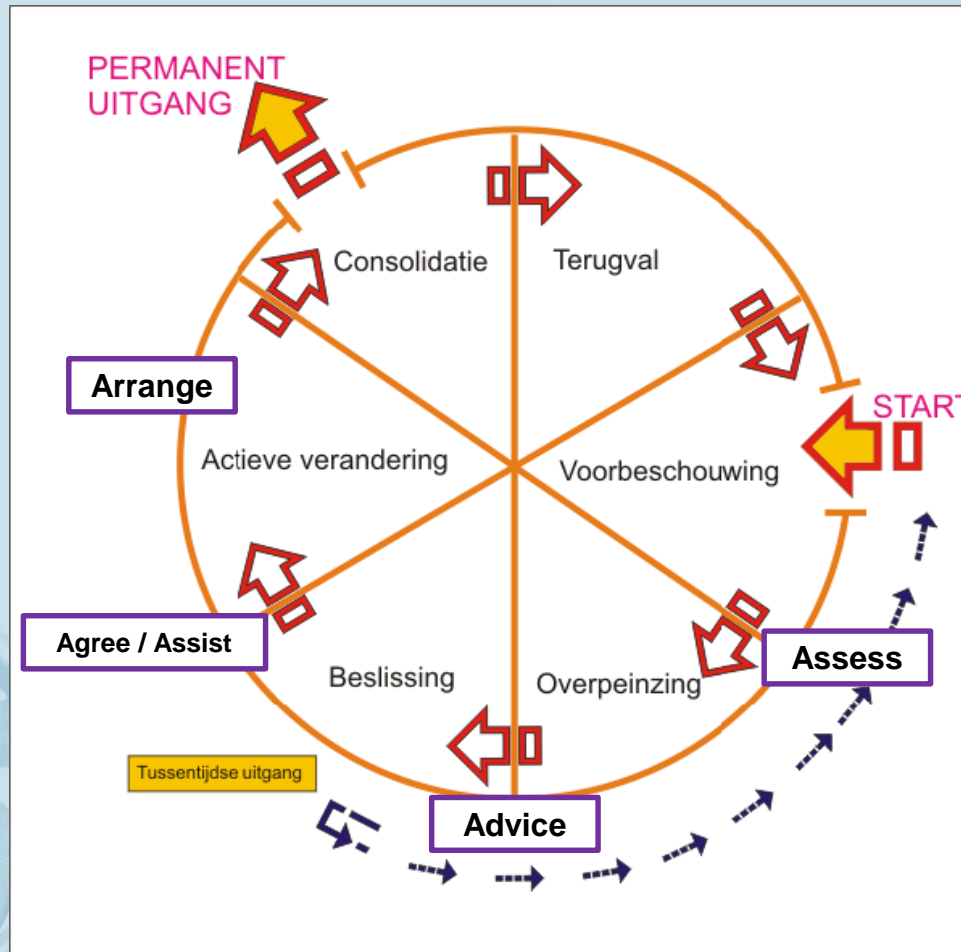 PERMANENT
UITGANG
Consolidatie
Terugval
Arrange
START
Actieve verandering
Voorbeschouwing
Agree / Assist
Assess
Beslissing
Overpeinzing
Tussentijdse uitgang
Advice